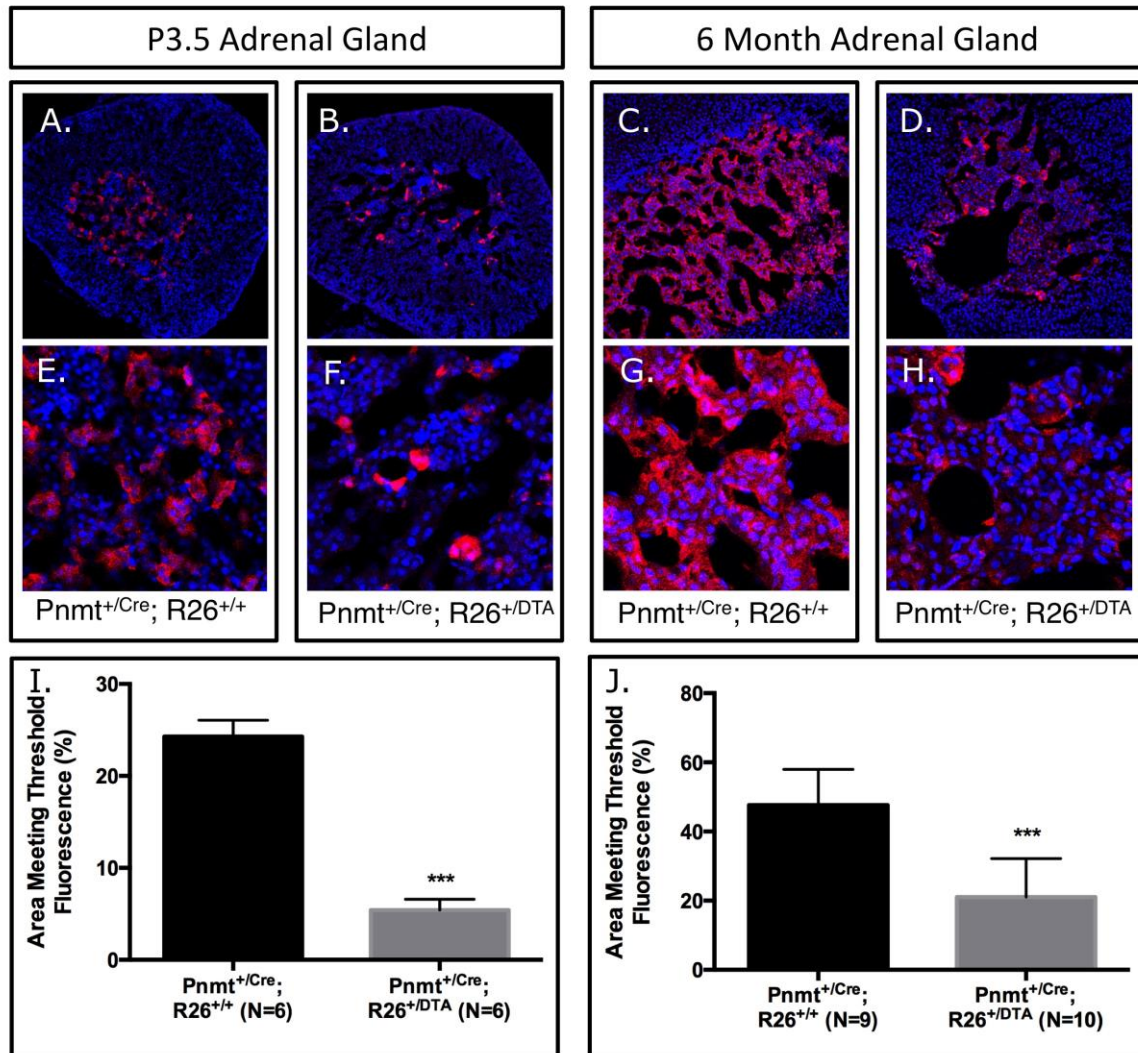 P3.5 Adrenal Gland
6 Month Adrenal Gland
A.
B.
C.
D.
E.
F.
G.
H.
Pnmt+/Cre; R26+/+
Pnmt+/Cre; R26+/DTA
Pnmt+/Cre; R26+/+
Pnmt+/Cre; R26+/DTA
I.
Area Meeting Threshold
Fluorescence (%)
30
20
10
0
***
Pnmt+/Cre;
R26+/+ (N=6)
Pnmt+/Cre;
R26+/DTA (N=6)
J.
Area Meeting Threshold
Fluorescence (%)
80
60
40
20
0
***
Pnmt+/Cre;
R26+/+ (N=9)
Pnmt+/Cre;
R26+/DTA (N=10)